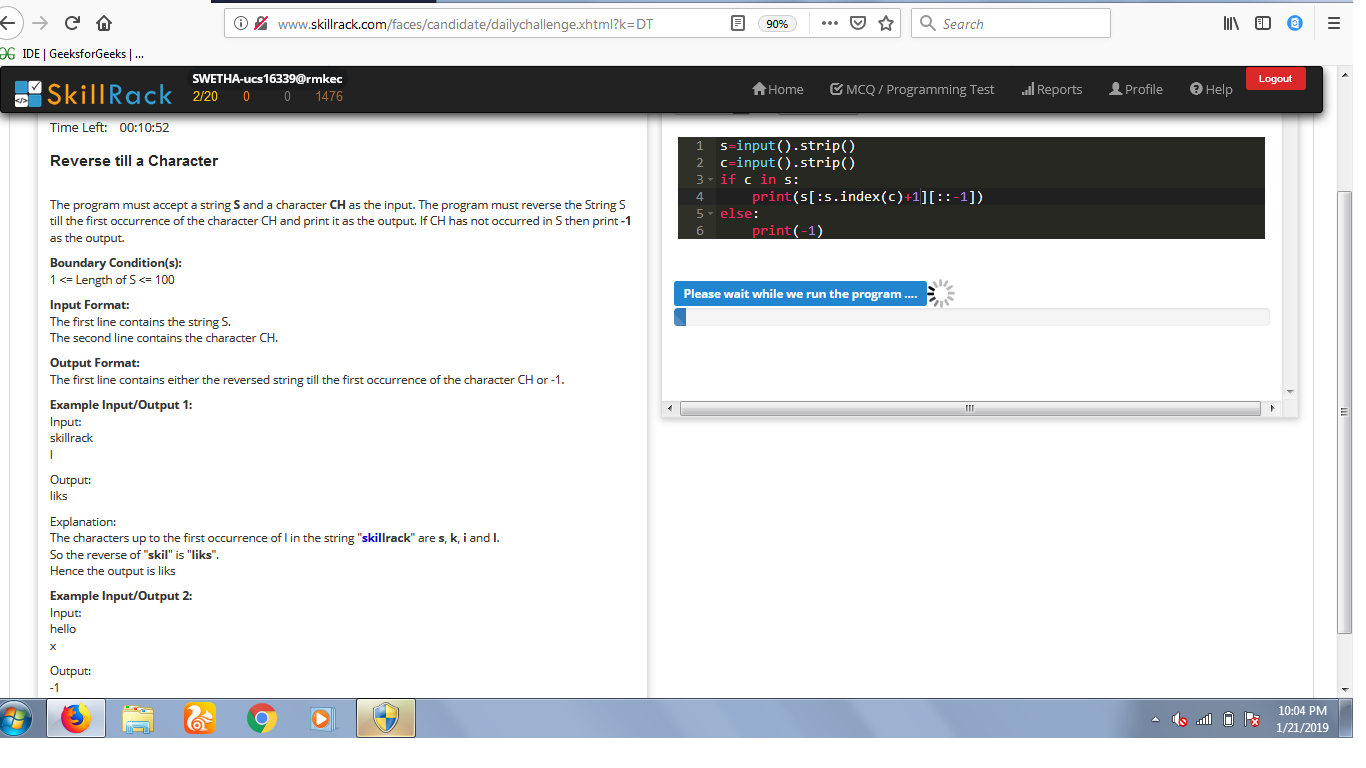 www.skillrack.com/faces/candidate/dailychallenge.xhtml?k=DT
90%
Search
IDE | GeeksforGeeks | ...
SkillRack
SWETHA-ucs16339@rmkec
2/20 0 0 1476
Home
MCQ / Programming Test
Reports
Profile
Help
Logout
Time Left: 00:10:52
Reverse till a Character
The program must accept a string S and a character CH as the input. The program must reverse the String S
till the first occurrence of the character CH and print it as the output. If CH has not occurred in S then print -1
as the output.
Boundary Condition(s):
1 <= Length of S <= 100
Input Format:
The first line contains the string S.
The second line contains the character CH.
Output Format:
The first line contains either the reversed string till the first occurrence of the character CH or -1.
Example Input/Output 1:
Input:
skillrack
l
Output:
liks
Explanation:
The characters up to the first occurrence of l in the string "skillrack" are s, k, i and l.
So the reverse of "skil" is "liks".
Hence the output is liks
Example Input/Output 2:
Input:
hello
x
Output:
-1
1 s=input().strip()
2 c=input().strip()
3 if c in s:
4 print(s[:s.index(c)+1][::-1])
5 else:
6 print(-1)
Please wait while we run the program ....
10:04 PM
1/21/2019